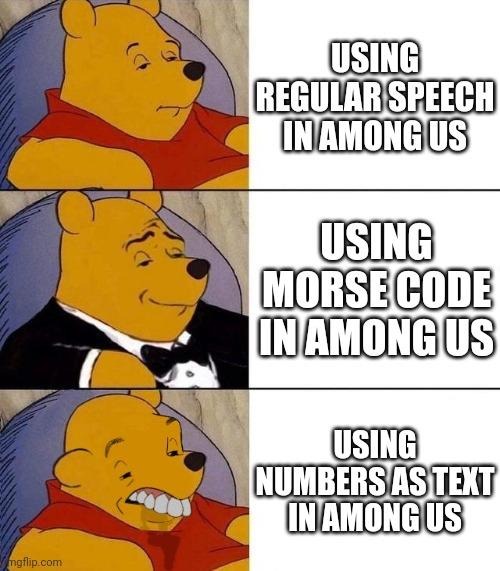 USING
REGULAR SPEECH
IN AMONG US
USING
MORSE CODE
IN AMONG US
USING
NUMBERS AS TEXT
IN AMONG US
imgflip.com